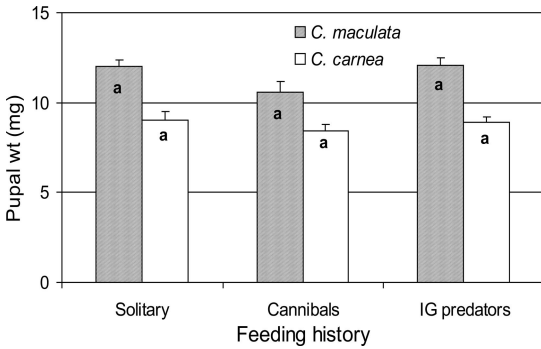 15
C. maculata
C. carnea
10
5
0
Pupal wt (mg)
a
a
a
a
a
a
Solitary
Cannibals
IG predators
Feeding history